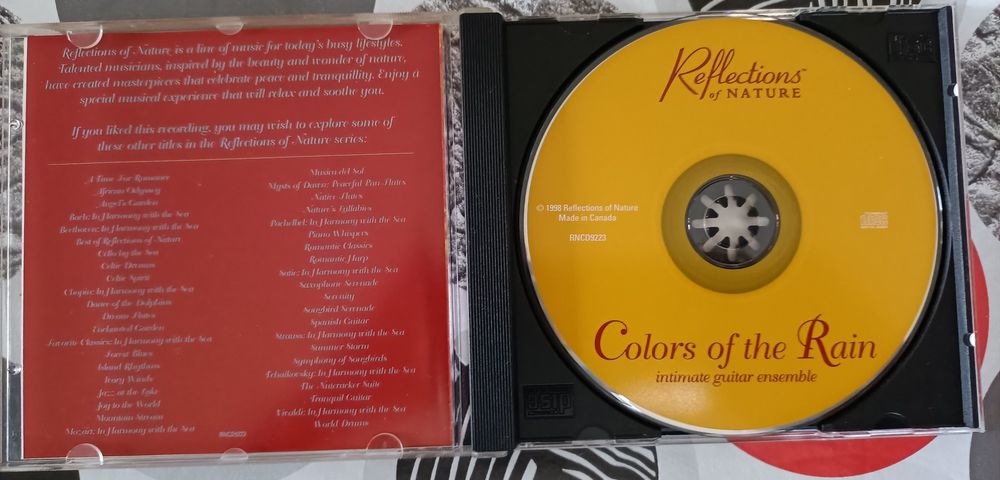 Reflections of Nature is a line of music for today's busy lifestyles.
Talented musicians, inspired by the beauty and wonder of nature,
have created masterpieces that celebrate peace and tranquillity. Enjoy a
special musical experience that will relax and soothe you.
If you liked this recording, you may wish to explore some of
these other titles in the Reflections of Nature series:
A Time For Romance
African Odyssey
Angel's Garden
Bach: In Harmony with the Sea
Beethoven: In Harmony with the Sea
Best of Reflections of Nature
Cello by the Sea
Celtic Dreams
Celtic Spirit
Chopin: In Harmony with the Sea
Dance of the Dolphins
Dream Flutes
Enchanted Garden
Favorite Classics: In Harmony with the Sea
Forest Blues
Island Rhythms
Ivory Winds
Jazz at the Lake
Joy to the World
Mountain Stream
Mozart: In Harmony with the Sea
Musica del Sol
Mysts of Dawn: Peaceful Pan Flutes
Native Flutes
Nature's Lullabies
Pachelbel: In Harmony with the Sea
Piano Whispers
Romantic Classics
Romantic Harp
Satie: In Harmony with the Sea
Saxophone Serenade
Serenity
Songbird Serenade
Spanish Guitar
Strauss: In Harmony with the Sea
Summer Storm
Symphony of Songbirds
Tchaikovsky: In Harmony with the Sea
The Nutcracker Suite
Tranquil Guitar
Vivaldi: In Harmony with the Sea
World Drums
Reflections™
of NATURE
© 1998 Reflections of Nature
Made in Canada
RNCD9223
COMPACT
disc
DIGITAL AUDIO
Colors of the Rain
intimate guitar ensemble